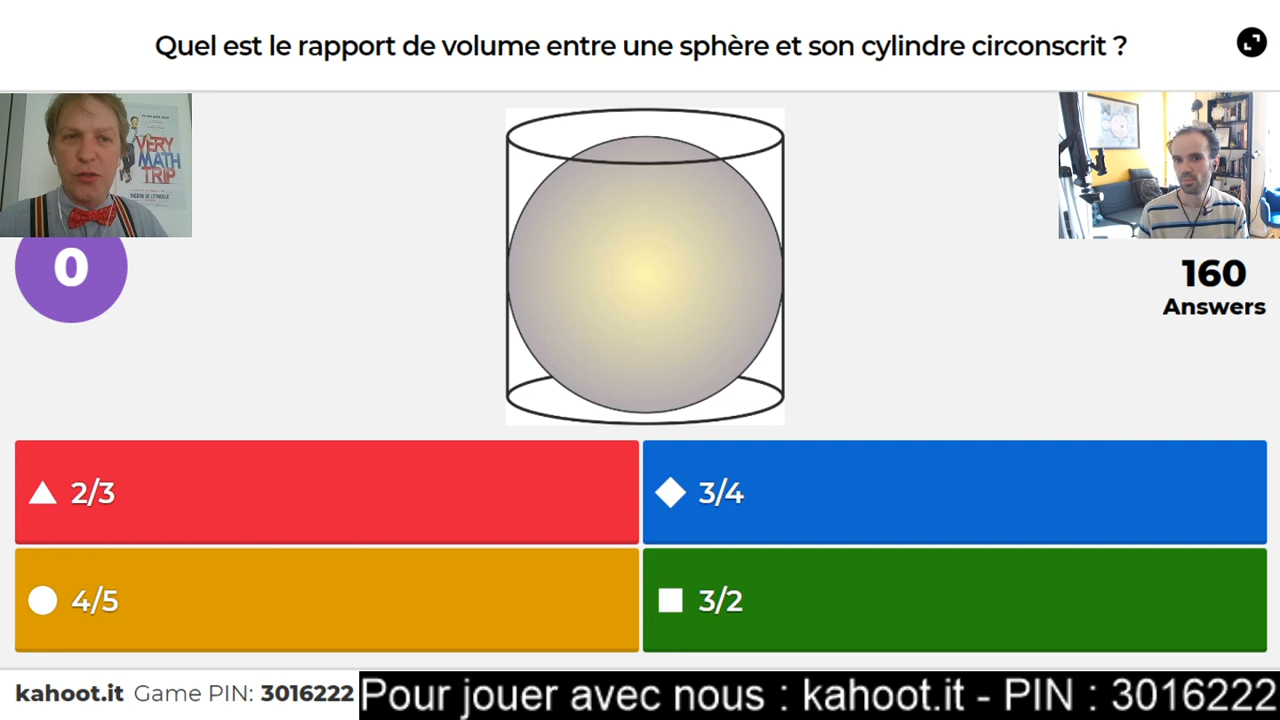 Quel est le rapport de volume entre une sphère et son cylindre circonscrit ?
VERY
MATH
TRIP
0
160
Answers
2/3
3/4
4/5
3/2
kahoot.it Game PIN: 3016222
Pour jouer avec nous : kahoot.it - PIN : 3016222